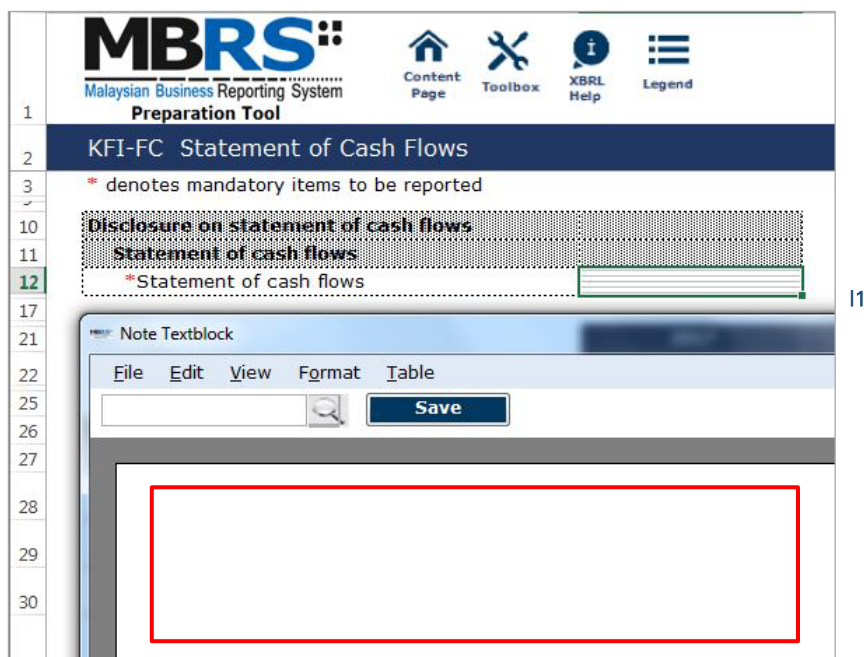 MBRS
Malaysian Business Reporting System
Preparation Tool
Content Page
Toolbox
XBRL Help
Legend
1
2 KFI-FC Statement of Cash Flows
3 * denotes mandatory items to be reported
10 Disclosure on statement of cash flows
11 Statement of cash flows
12 *Statement of cash flows
l1
17
21 MBRS Note Textblock
22 File Edit View Format Table
25 Save
26
27
28
29
30